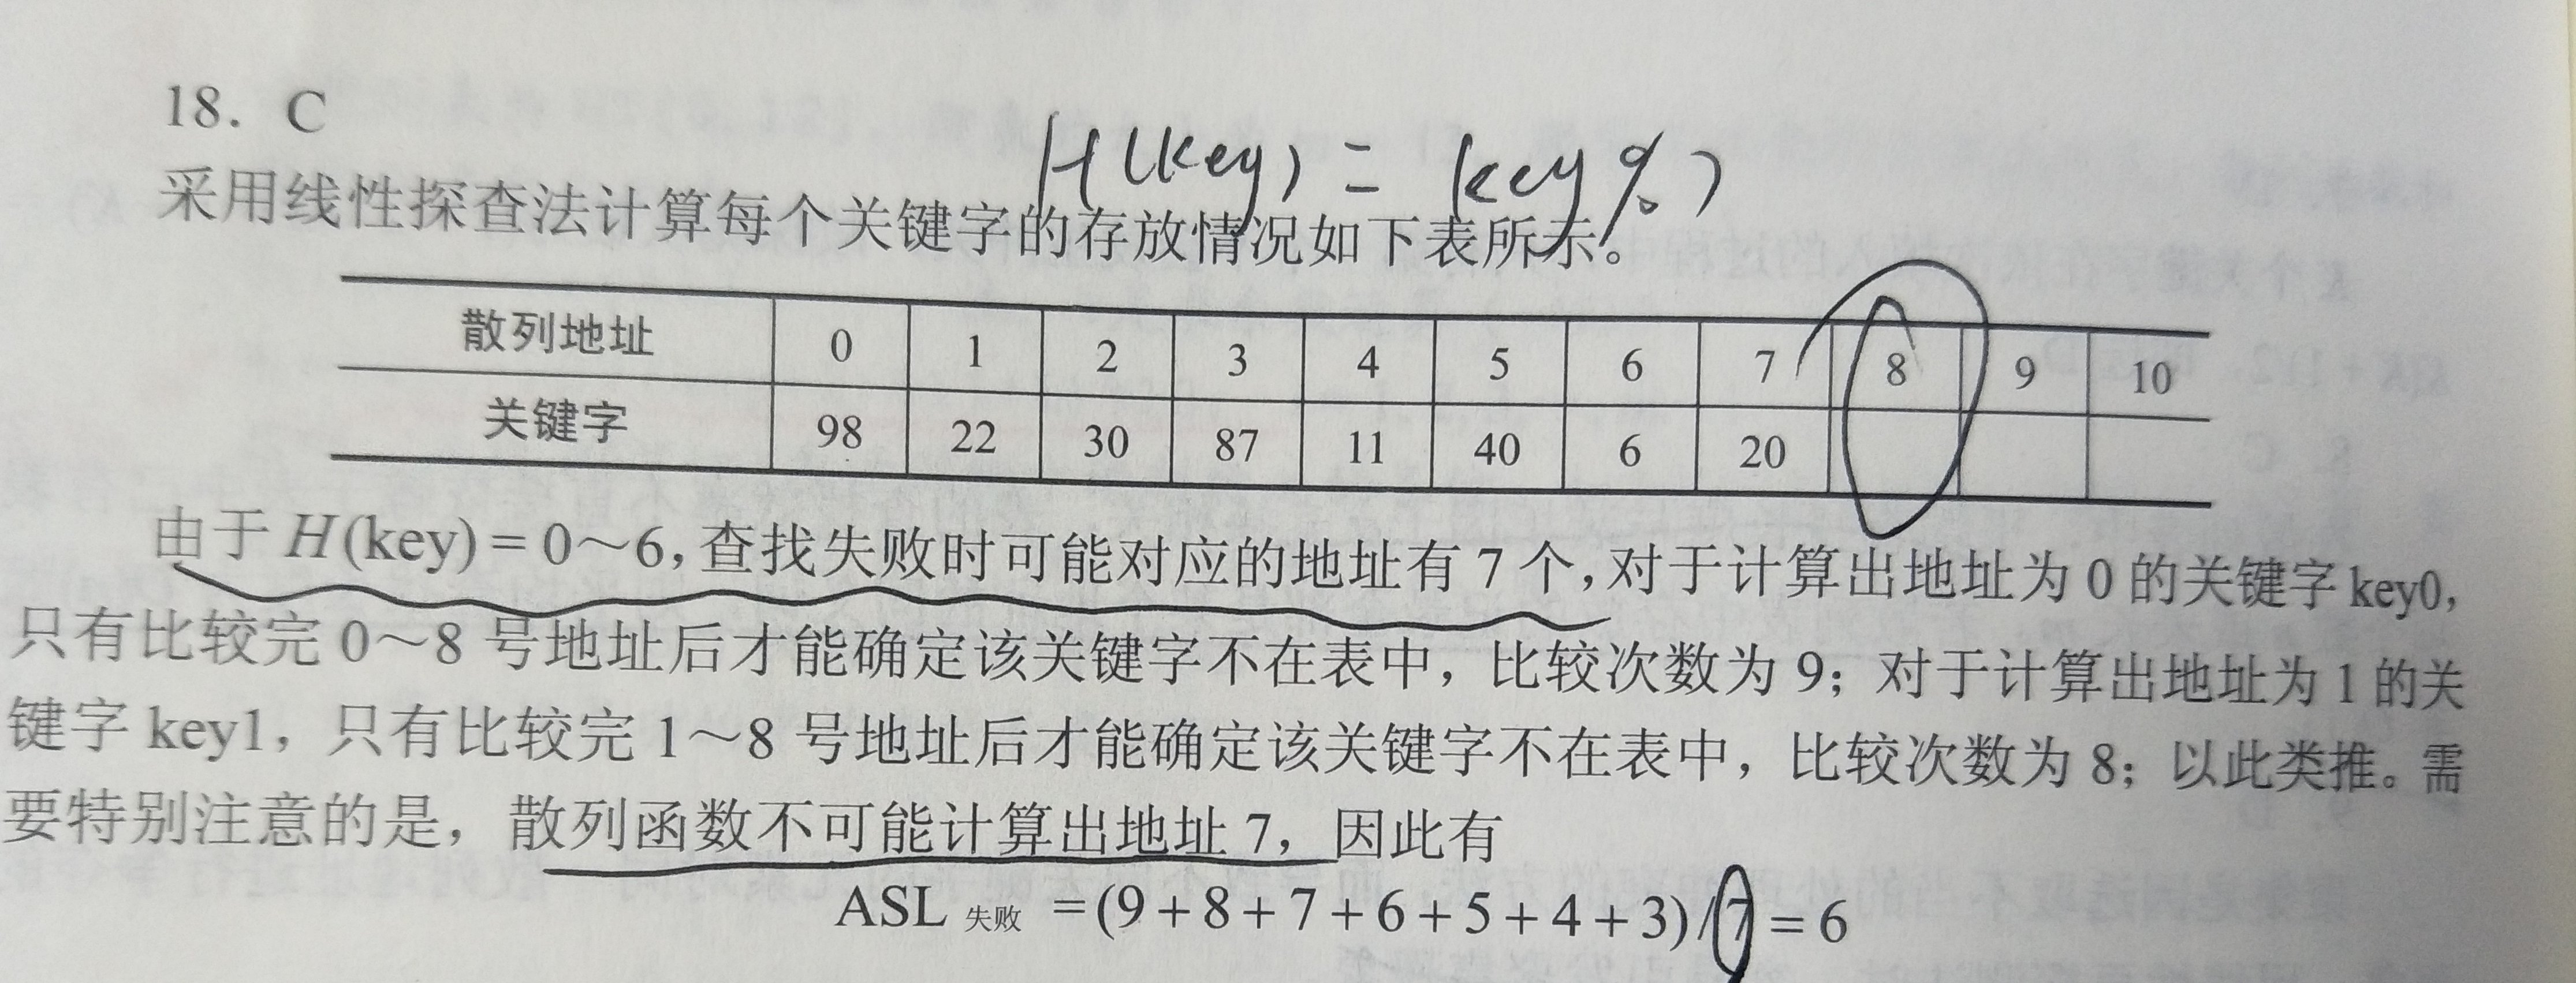 18. C
H(key) = key % 7
采用线性探查法计算每个关键字的存放情况如下表所示。
散列地址 0 1 2 3 4 5 6 7 8 9 10
关键字 98 22 30 87 11 40 6 20
由于 H(key) = 0～6, 查找失败时可能对应的地址有 7 个, 对于计算出地址为 0 的关键字 key0,
只有比较完 0～8 号地址后才能确定该关键字不在表中，比较次数为 9；对于计算出地址为 1 的关
键字 key1，只有比较完 1～8 号地址后才能确定该关键字不在表中，比较次数为 8；以此类推。需
要特别注意的是，散列函数不可能计算出地址 7，因此有
ASL 失败 = (9 + 8 + 7 + 6 + 5 + 4 + 3) / 7 = 6